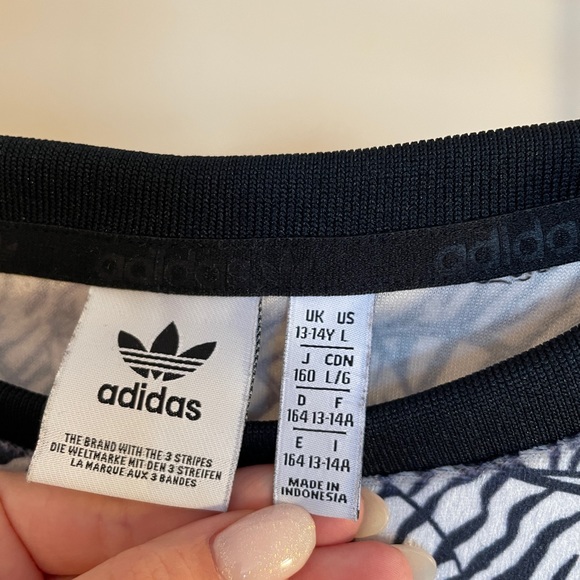 adidas
adidas
adidas
THE BRAND WITH THE 3 STRIPES
DIE WELTMARKE MIT DEN 3 STREIFEN
LA MARQUE AUX 3 BANDES
UK US
13-14Y L
J CDN
160 L/G
D F
164 13-14A
E I
164 13-14A
MADE IN
INDONESIA